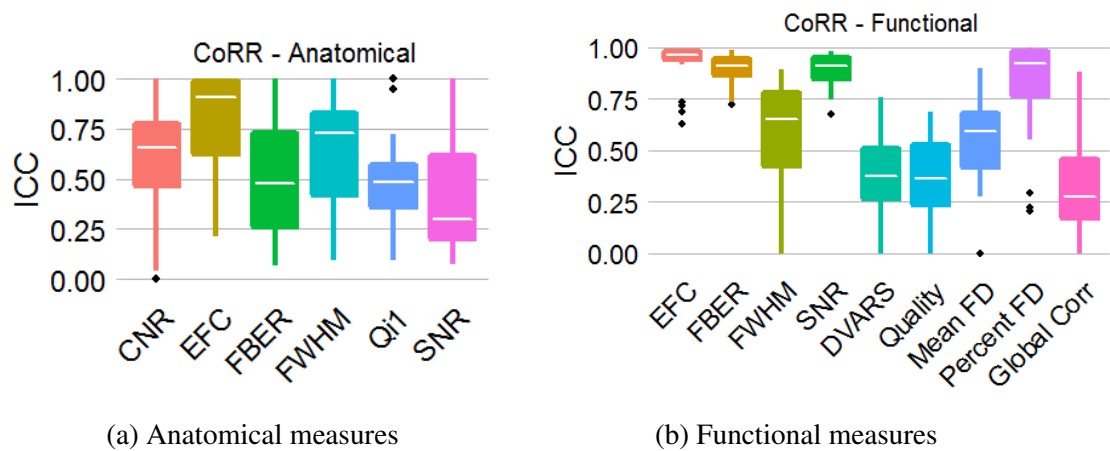 CoRR - Anatomical
ICC
1.00
0.75
0.50
0.25
0.00
CNR
EFC
FBER
FWHM
Qi1
SNR
(a) Anatomical measures
CoRR - Functional
ICC
1.00
0.75
0.50
0.25
0.00
EFC
FBER
FWHM
SNR
DVARS
Quality
Mean FD
Percent FD
Global Corr
(b) Functional measures